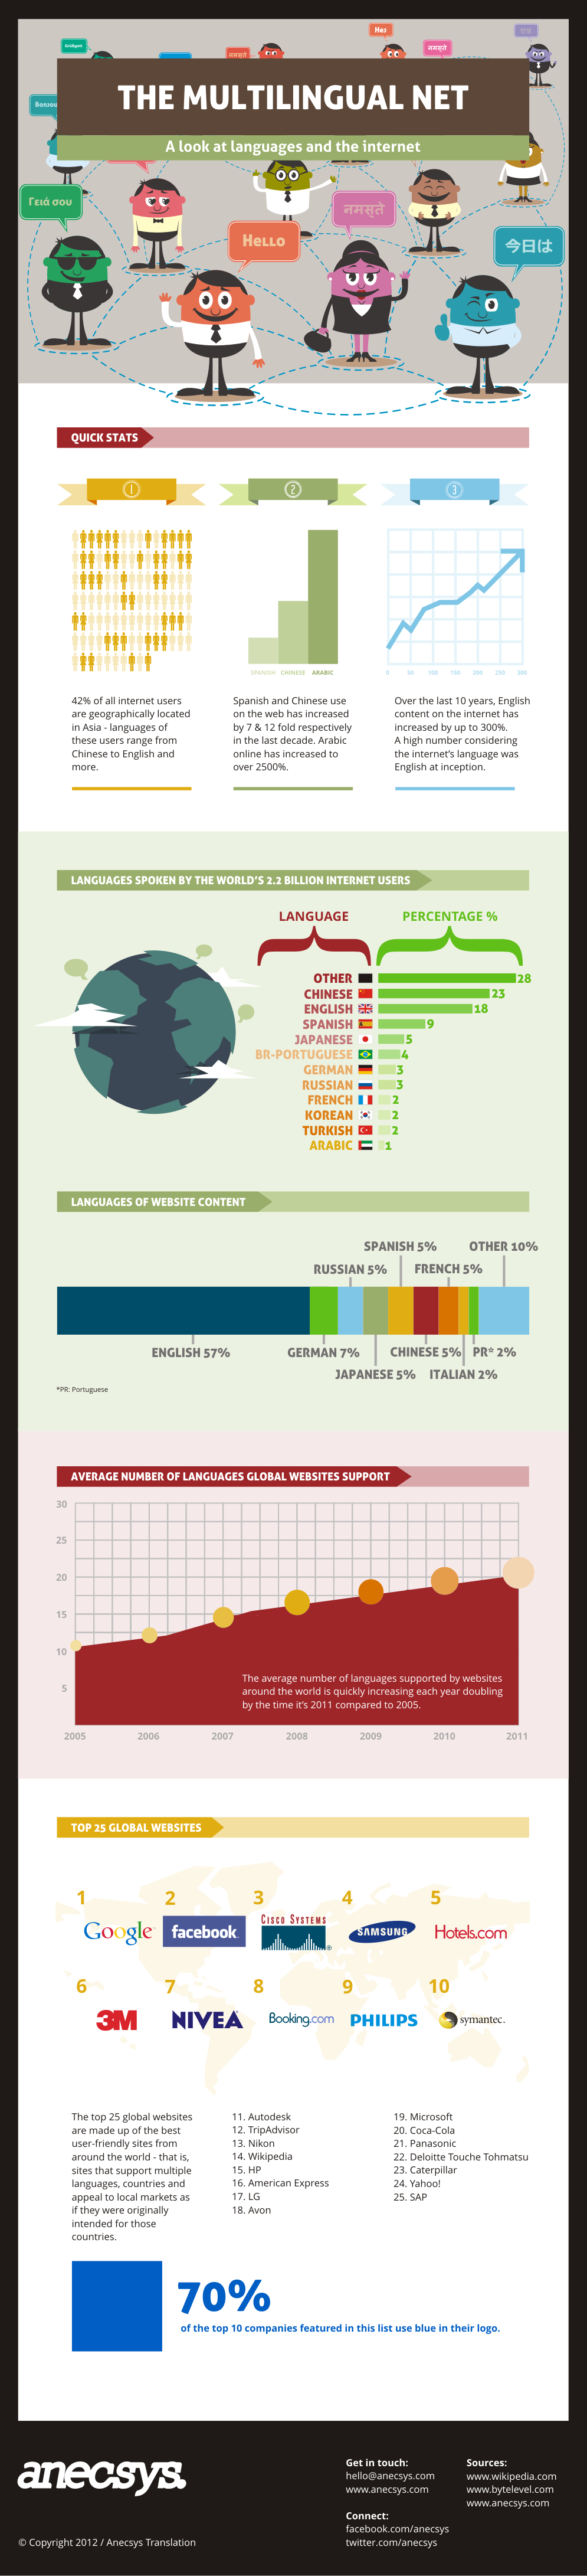 Bonjou
नमस्ते
Hej
नमस्ते
THE MULTILINGUAL NET
A look at languages and the internet
Γειά σου
Hello
नमस्ते
今日は
QUICK STATS
1
2
3
SPANISH CHINESE ARABIC
0 50 100 150 200 250 300
42% of all internet users
are geographically located
in Asia - languages of
these users range from
Chinese to English and
more.
Spanish and Chinese use
on the web has increased
by 7 & 12 fold respectively
in the last decade. Arabic
online has increased to
over 2500%.
Over the last 10 years, English
content on the internet has
increased by up to 300%.
A high number considering
the internet's language was
English at inception.
LANGUAGES SPOKEN BY THE WORLD'S 2.2 BILLION INTERNET USERS
LANGUAGE PERCENTAGE %
OTHER 28
CHINESE 23
ENGLISH 18
SPANISH 9
JAPANESE 5
BR-PORTUGUESE 4
GERMAN 3
RUSSIAN 3
FRENCH 2
KOREAN 2
TURKISH 2
ARABIC 1
LANGUAGES OF WEBSITE CONTENT
SPANISH 5% OTHER 10%
RUSSIAN 5% FRENCH 5%
ENGLISH 57% GERMAN 7% CHINESE 5% PR* 2%
JAPANESE 5% ITALIAN 2%
*PR: Portuguese
AVERAGE NUMBER OF LANGUAGES GLOBAL WEBSITES SUPPORT
30
25
20
15
10
5
The average number of languages supported by websites
around the world is quickly increasing each year doubling
by the time it's 2011 compared to 2005.
2005 2006 2007 2008 2009 2010 2011
TOP 25 GLOBAL WEBSITES
1 2 3 4 5
Google facebook. CISCO SYSTEMS ® SAMSUNG Hotels.com
6 7 8 9 10
3M NIVEA Booking.com PHILIPS symantec.
The top 25 global websites
are made up of the best
user-friendly sites from
around the world - that is,
sites that support multiple
languages, countries and
appeal to local markets as
if they were originally
intended for those
countries.
11. Autodesk
12. TripAdvisor
13. Nikon
14. Wikipedia
15. HP
16. American Express
17. LG
18. Avon
19. Microsoft
20. Coca-Cola
21. Panasonic
22. Deloitte Touche Tohmatsu
23. Caterpillar
24. Yahoo!
25. SAP
70%
of the top 10 companies featured in this list use blue in their logo.
anecsys.
© Copyright 2012 / Anecsys Translation
Get in touch:
hello@anecsys.com
www.anecsys.com
Connect:
facebook.com/anecsys
twitter.com/anecsys
Sources:
www.wikipedia.com
www.bytelevel.com
www.anecsys.com